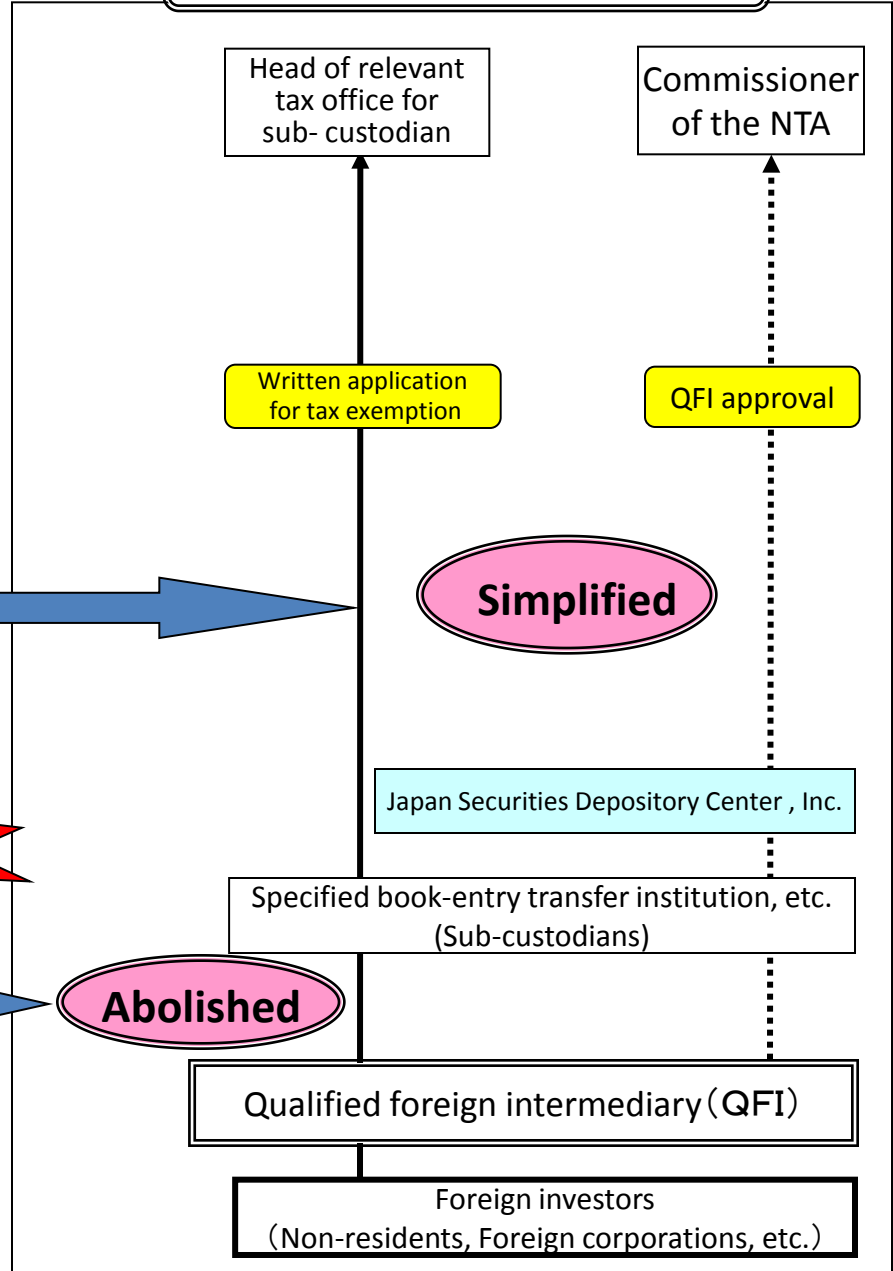 Head of relevant
tax office for
sub- custodian
Commissioner
of the NTA
Written application
for tax exemption
QFI approval
Simplified
Japan Securities Depository Center , Inc.
Specified book-entry transfer institution, etc.
(Sub-custodians)
Abolished
Qualified foreign intermediary（QFI）
Foreign investors
（Non-residents, Foreign corporations, etc.）